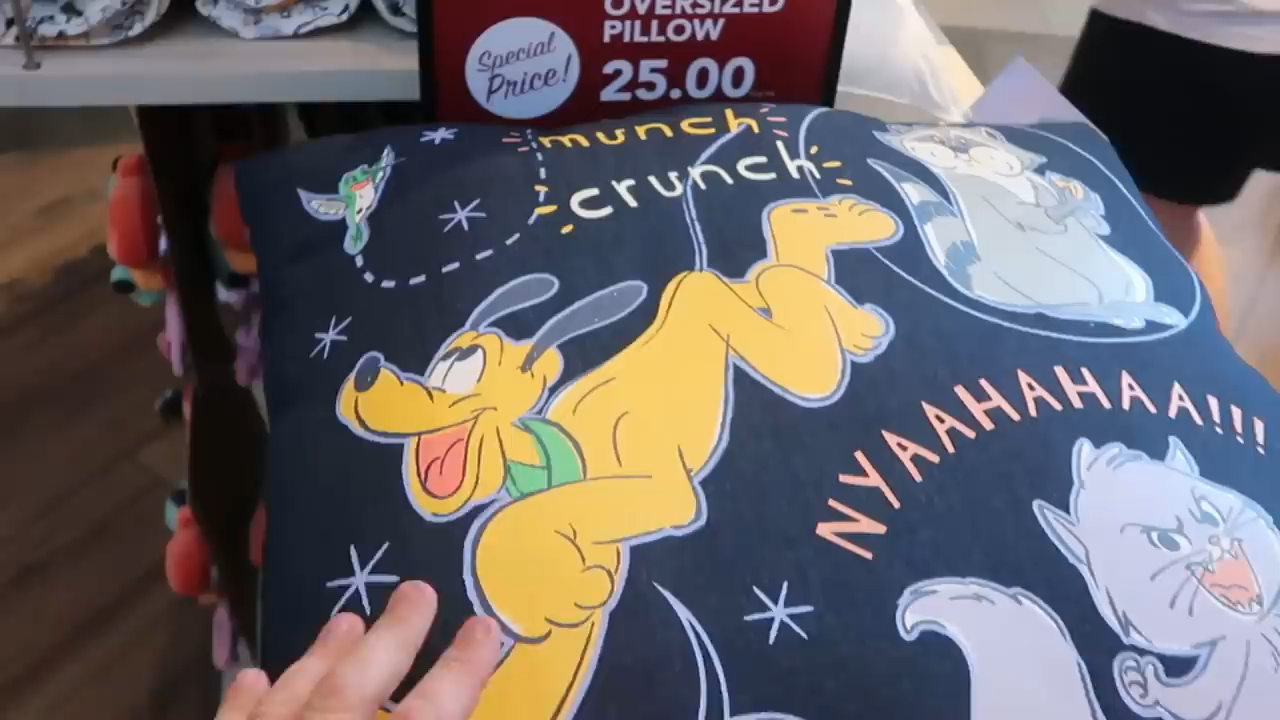 OVERSIZED
PILLOW
Special
Price!
25.00
munch
crunch
NYAAHAHAA!!!